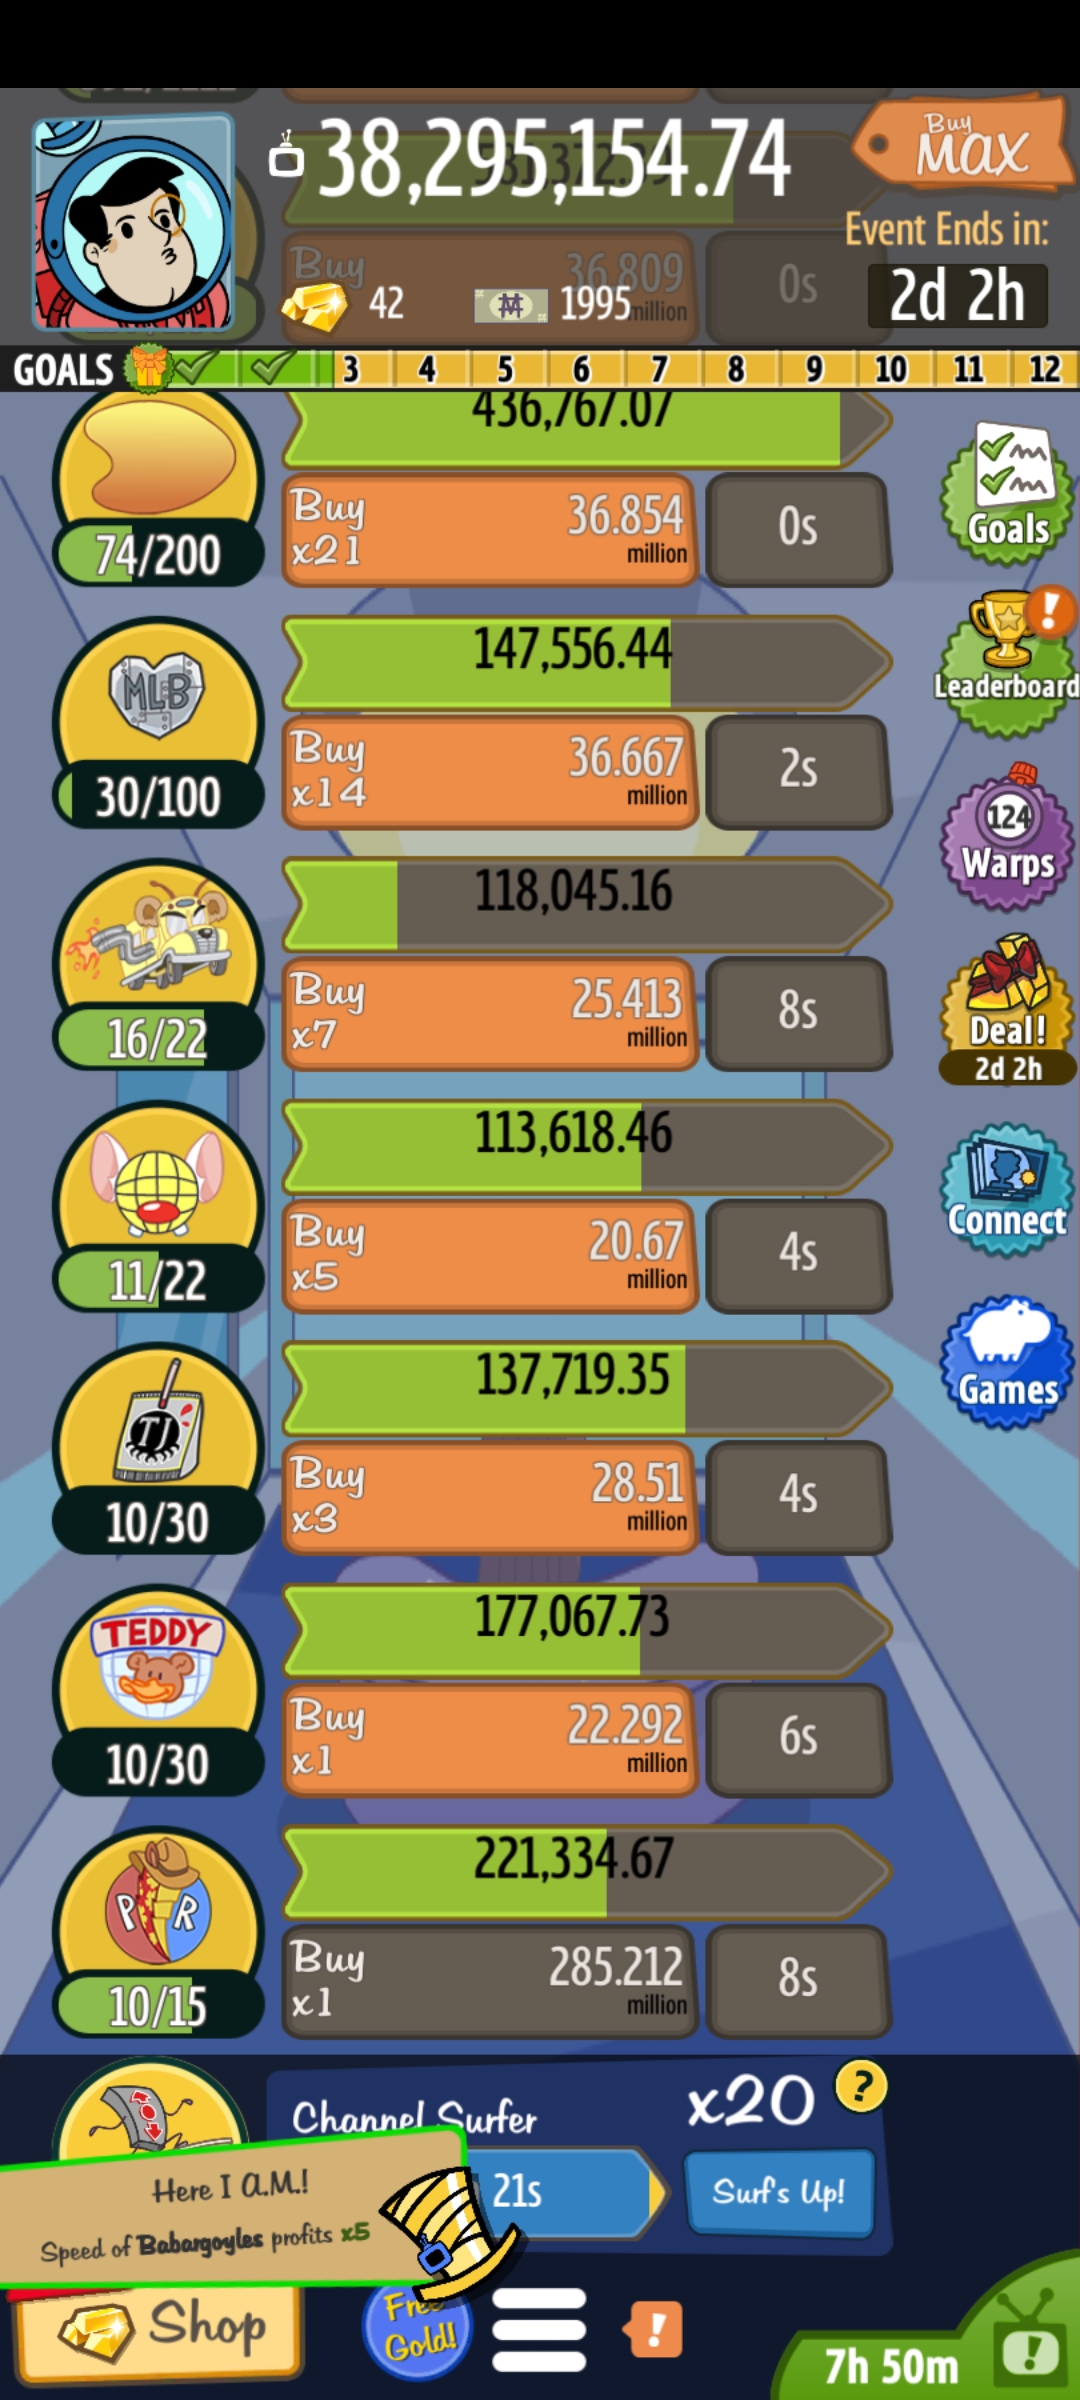 38,295,154.74
Buy
MAX
Event Ends in:
2d 2h
Buy
36.809
million
0s
42
1995
GOALS
3 4 5 6 7 8 9 10 11 12
436,767.07
74/200
Buy
x21
36.854
million
0s
Goals
147,556.44
MLB
30/100
Buy
x14
36.667
million
2s
Leaderboard
118,045.16
16/22
Buy
x7
25.413
million
8s
124
Warps
113,618.46
11/22
Buy
x5
20.67
million
4s
Deal!
2d 2h
137,719.35
TJ
10/30
Buy
x3
28.51
million
4s
Connect
Games
177,067.73
TEDDY
10/30
Buy
x1
22.292
million
6s
221,334.67
P R
10/15
Buy
x1
285.212
million
8s
Channel Surfer
x20
?
21s
Surf's Up!
Here I A.M.!
Speed of Babargoyles profits x5
Shop
Free
Gold!
!
7h 50m
!